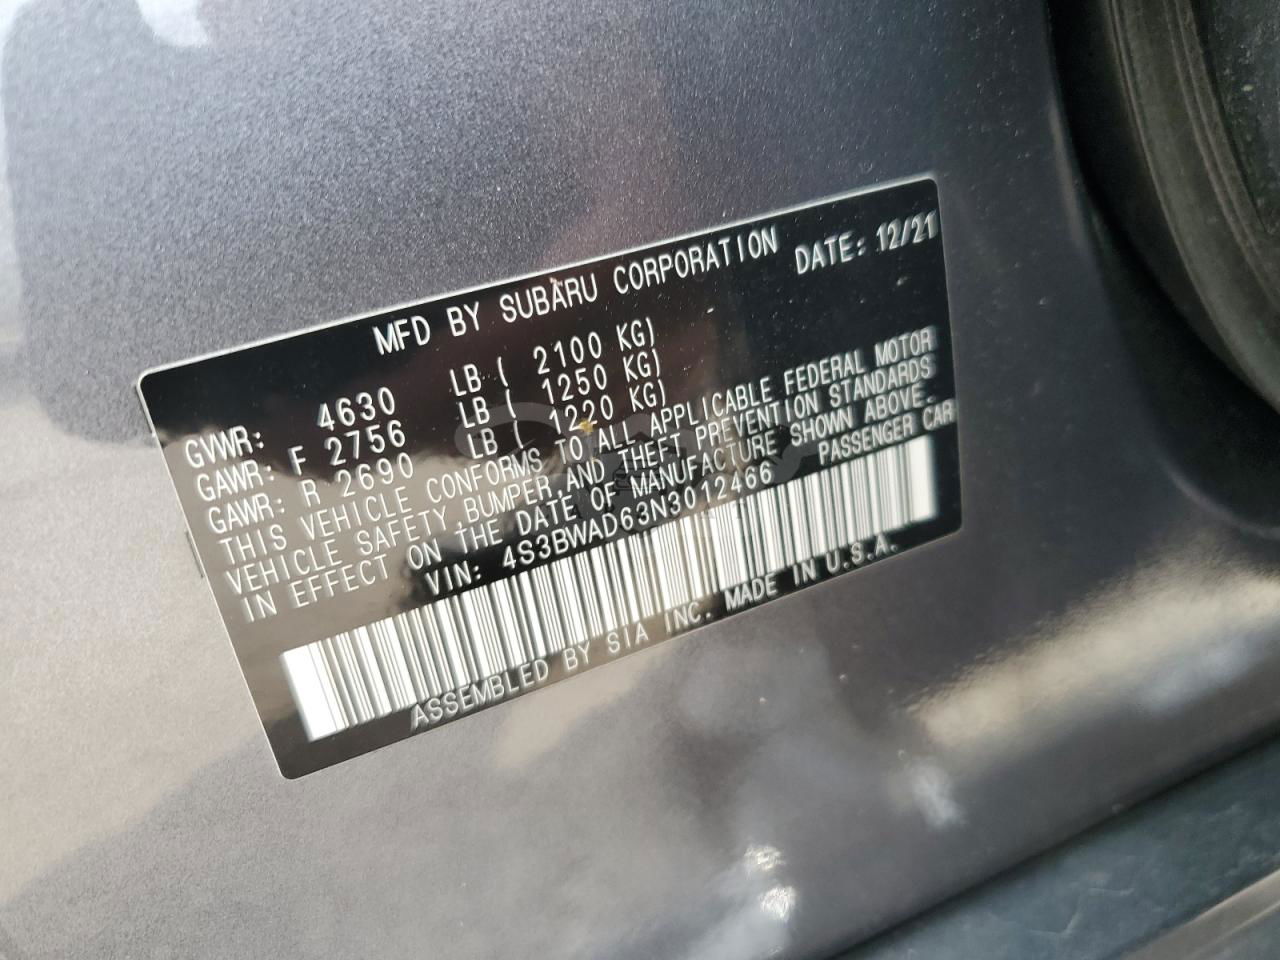 MFD BY SUBARU CORPORATION DATE: 12/21
GVWR: 4630 LB ( 2100 KG)
GAWR: F 2756 LB ( 1250 KG)
GAWR: R 2690 LB ( 1220 KG)
THIS VEHICLE CONFORMS TO ALL APPLICABLE FEDERAL MOTOR
VEHICLE SAFETY,BUMPER,AND THEFT PREVENTION STANDARDS
IN EFFECT ON THE DATE OF MANUFACTURE SHOWN ABOVE.
VIN: 4S3BWAD63N3012466 PASSENGER CAR
ASSEMBLED BY SIA INC. MADE IN U.S.A.